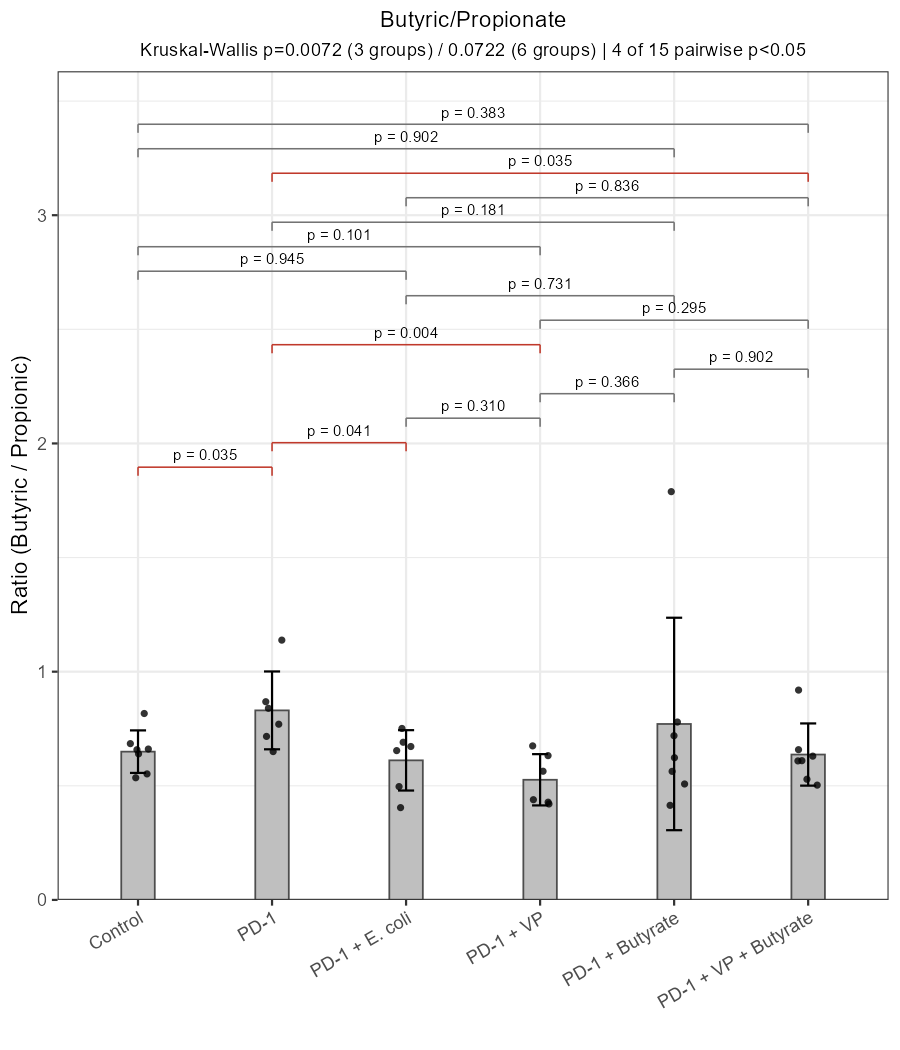 Butyric/Propionate
Kruskal-Wallis p=0.0072 (3 groups) / 0.0722 (6 groups) | 4 of 15 pairwise p<0.05
p = 0.383
p = 0.902
p = 0.035
p = 0.836
p = 0.181
p = 0.101
p = 0.945
p = 0.731
p = 0.295
p = 0.004
p = 0.902
p = 0.366
p = 0.310
p = 0.041
p = 0.035
Ratio (Butyric / Propionic)
3
2
1
0
Control
PD-1
PD-1 + E. coli
PD-1 + VP
PD-1 + Butyrate
PD-1 + VP + Butyrate